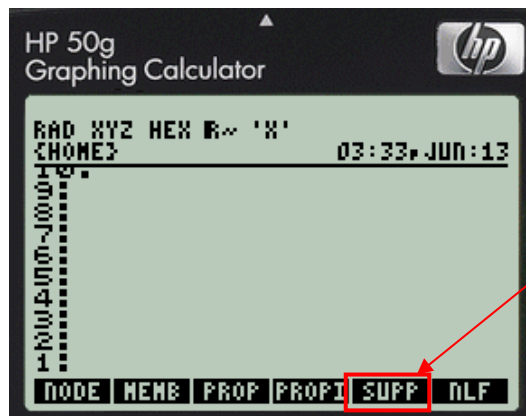 HP 50g
Graphing Calculator
hp
RAD XYZ HEX R~ 'X'
{HOME} 03:33 JUN:13
10:
9:
8:
7:
6:
5:
4:
3:
2:
1:
NODE MEMB PROP PROPI SUPP NLF